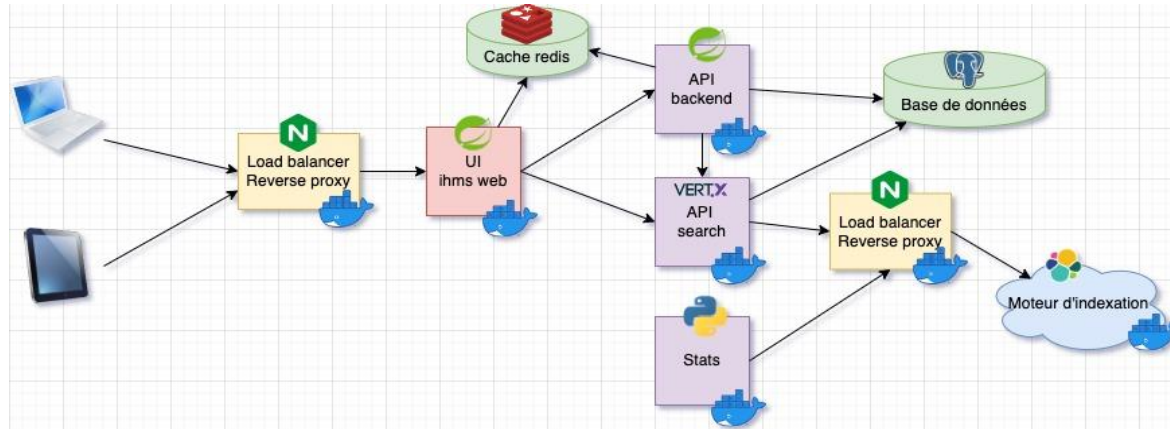 Cache redis
API
backend
Base de données
N
Load balancer
Reverse proxy
UI
ihms web
VERT.X
API
search
N
Load balancer
Reverse proxy
Moteur d'indexation
Stats